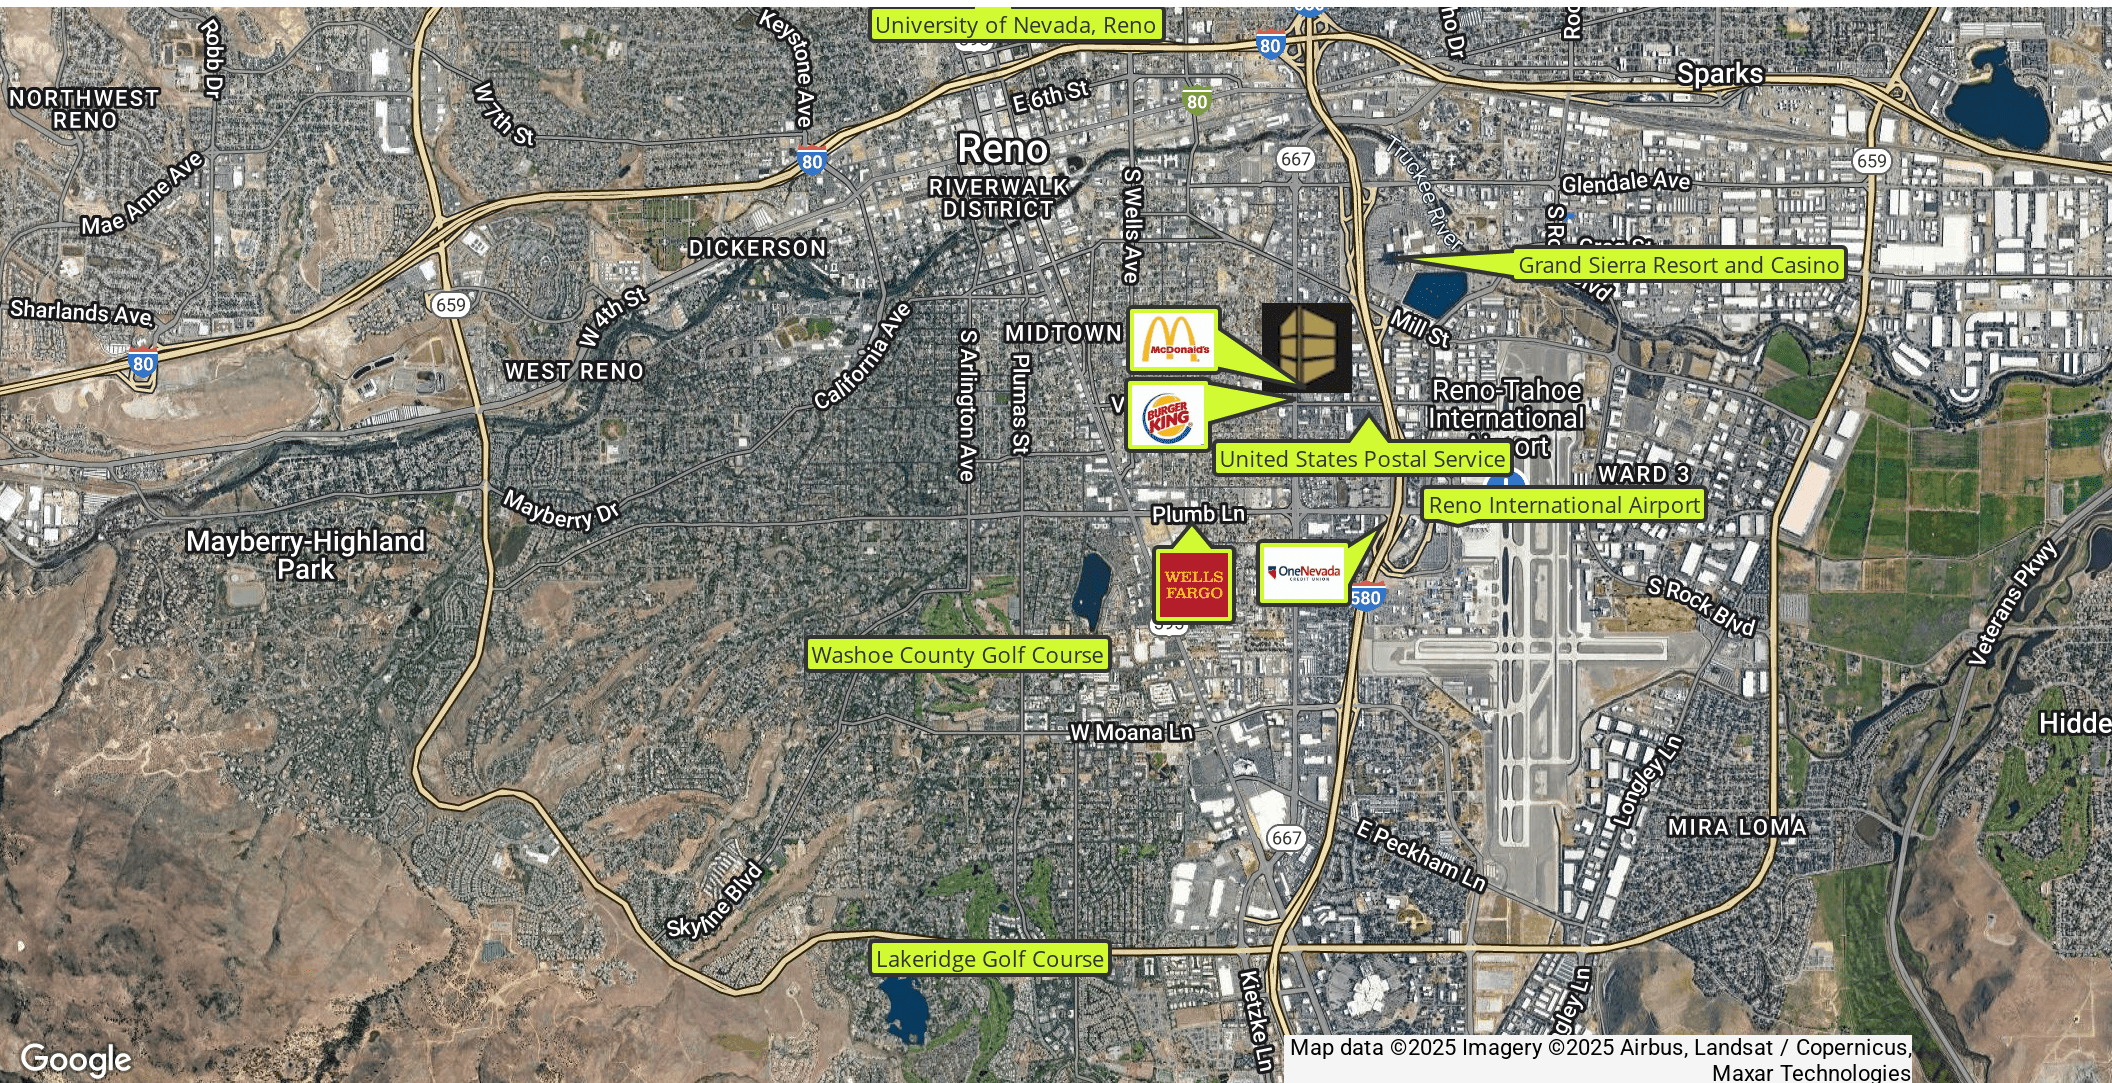 University of Nevada, Reno
Keystone Ave
Robb Dr
80
Sparks
NORTHWEST
RENO
W 7th St
E 6th St
80
Reno
80
667
659
Truckee River
Glendale Ave
Mae Anne Ave
RIVERWALK
DISTRICT
S Wells Ave
DICKERSON
Grand Sierra Resort and Casino
Sharlands Ave
659
W 4th St
California Ave
MIDTOWN
McDonald's
Mill St
80
WEST RENO
S Arlington Ave
Plumas St
BURGER
KING
Reno-Tahoe
International
United States Postal Service
WARD 3
Mayberry Dr
Plumb Ln
Reno International Airport
Mayberry-Highland
Park
WELLS
FARGO
OneNevada
CREDIT UNION
580
S Rock Blvd
Veterans Pkwy
Washoe County Golf Course
W Moana Ln
Longley Ln
Hidde
667
E Peckham Ln
MIRA LOMA
Skyline Blvd
Lakeridge Golf Course
Kietzke Ln
gley Ln
Google
Map data ©2025 Imagery ©2025 Airbus, Landsat / Copernicus,
Maxar Technologies